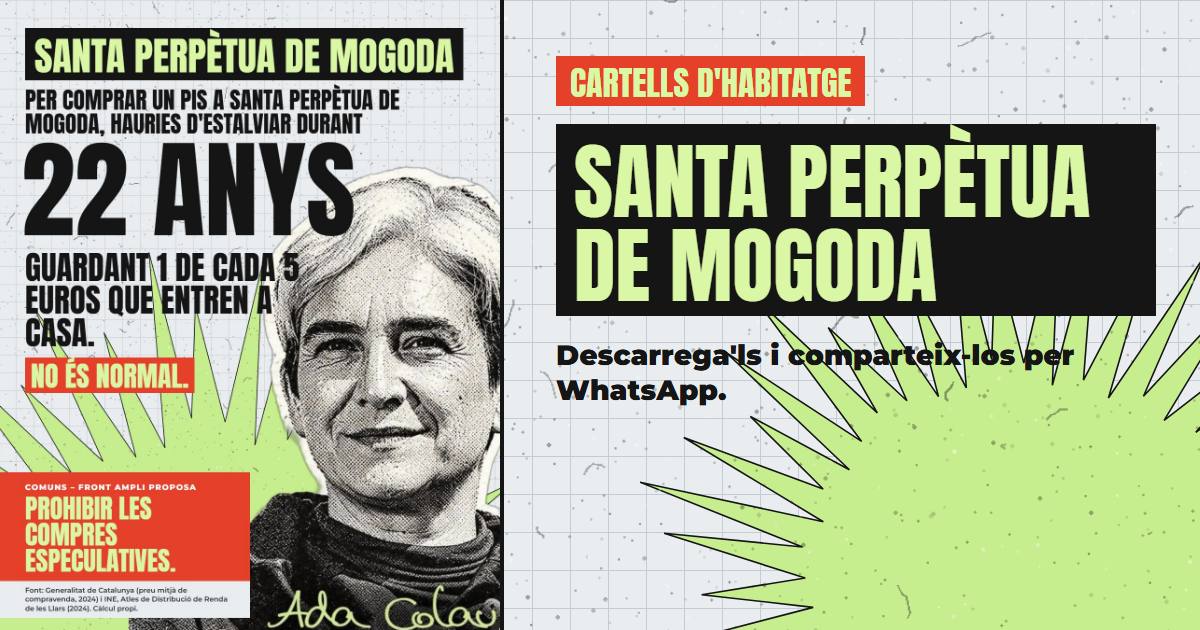 SANTA PERPÈTUA DE MOGODA
PER COMPRAR UN PIS A SANTA PERPÈTUA DE
MOGODA, HAURIES D'ESTALVIAR DURANT
22 ANYS
GUARDANT 1 DE CADA 5
EUROS QUE ENTREN A
CASA.
NO ÉS NORMAL.
COMUNS – FRONT AMPLI PROPOSA
PROHIBIR LES
COMPRES
ESPECULATIVES.
Font: Generalitat de Catalunya (preu mitjà de
compravenda, 2024) i INE, Atles de Distribució de Renda
de les Llars (2024). Càlcul propi.
Ada Colau
CARTELLS D'HABITATGE
SANTA PERPÈTUA
DE MOGODA
Descarrega'ls i comparteix-los per
WhatsApp.